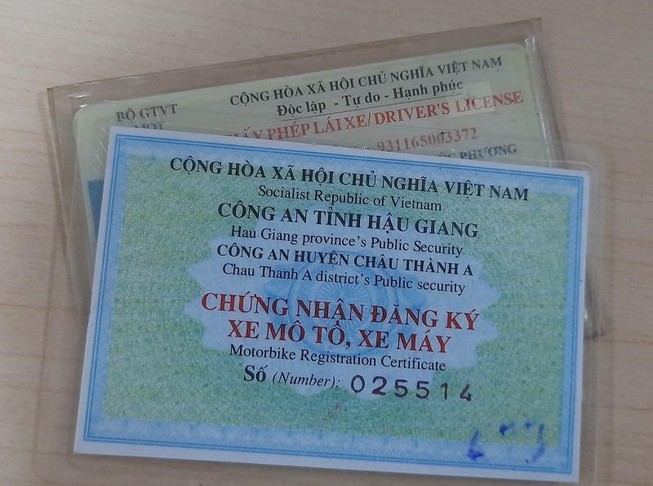 BỘ GTVT
CỘNG HÒA XÃ HỘI CHỦ NGHĨA VIỆT NAM
Độc lập - Tự do - Hạnh phúc
PHÉP LÁI XE/DRIVER'S LICENSE
931165003372
PHƯƠNG
CỘNG HÒA XÃ HỘI CHỦ NGHĨA VIỆT NAM
Socialist Republic of Vietnam
CÔNG AN TỈNH HẬU GIANG
Hau Giang province's Public Security
CÔNG AN HUYỆN CHÂU THÀNH A
Chau Thanh A district's Public security
CHỨNG NHẬN ĐĂNG KÝ
XE MÔ TÔ, XE MÁY
Motorbike Registration Certificate
Số (Number): 025514